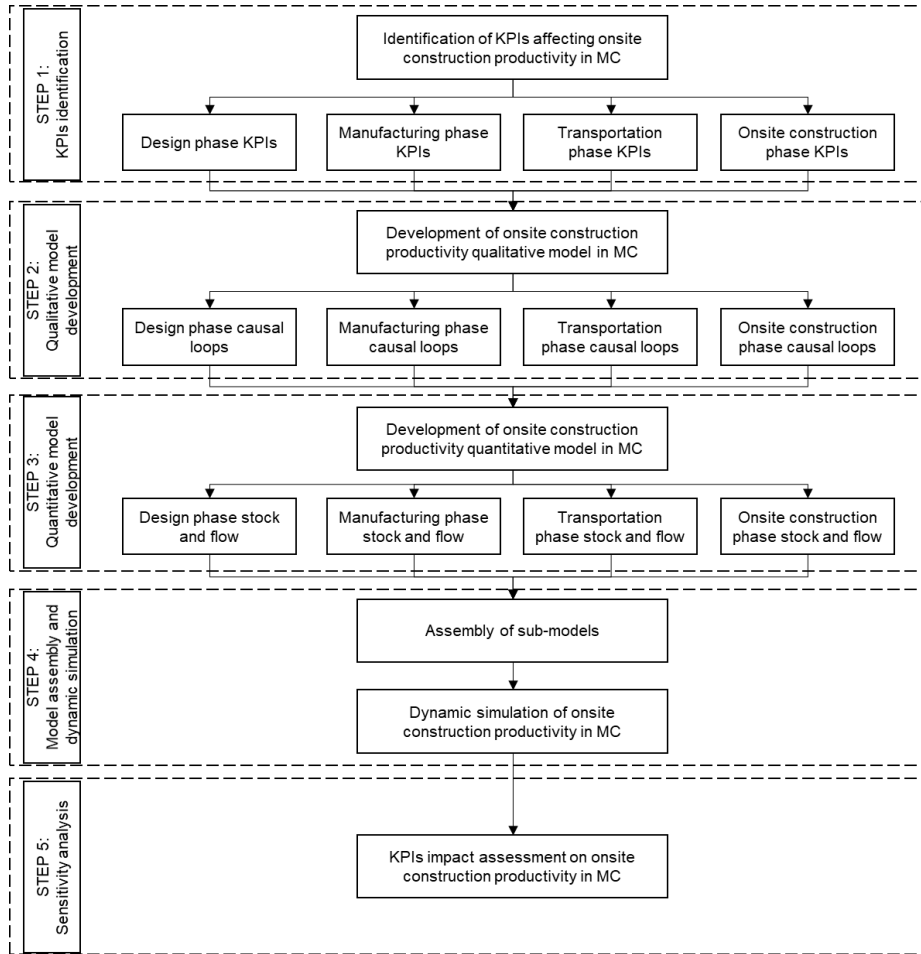 STEP 1:
KPIs identification
Identification of KPIs affecting onsite
construction productivity in MC
Design phase KPIs
Manufacturing phase
KPIs
Transportation
phase KPIs
Onsite construction
phase KPIs
STEP 2:
Qualitative model
development
Development of onsite construction
productivity qualitative model in MC
Design phase causal
loops
Manufacturing phase
causal loops
Transportation
phase causal loops
Onsite construction
phase causal loops
STEP 3:
Quantitative model
development
Development of onsite construction
productivity quantitative model in MC
Design phase stock
and flow
Manufacturing phase
stock and flow
Transportation
phase stock and flow
Onsite construction
phase stock and flow
STEP 4:
Model assembly and
dynamic simulation
Assembly of sub-models
Dynamic simulation of onsite
construction productivity in MC
STEP 5:
Sensitivity analysis
KPIs impact assessment on onsite
construction productivity in MC